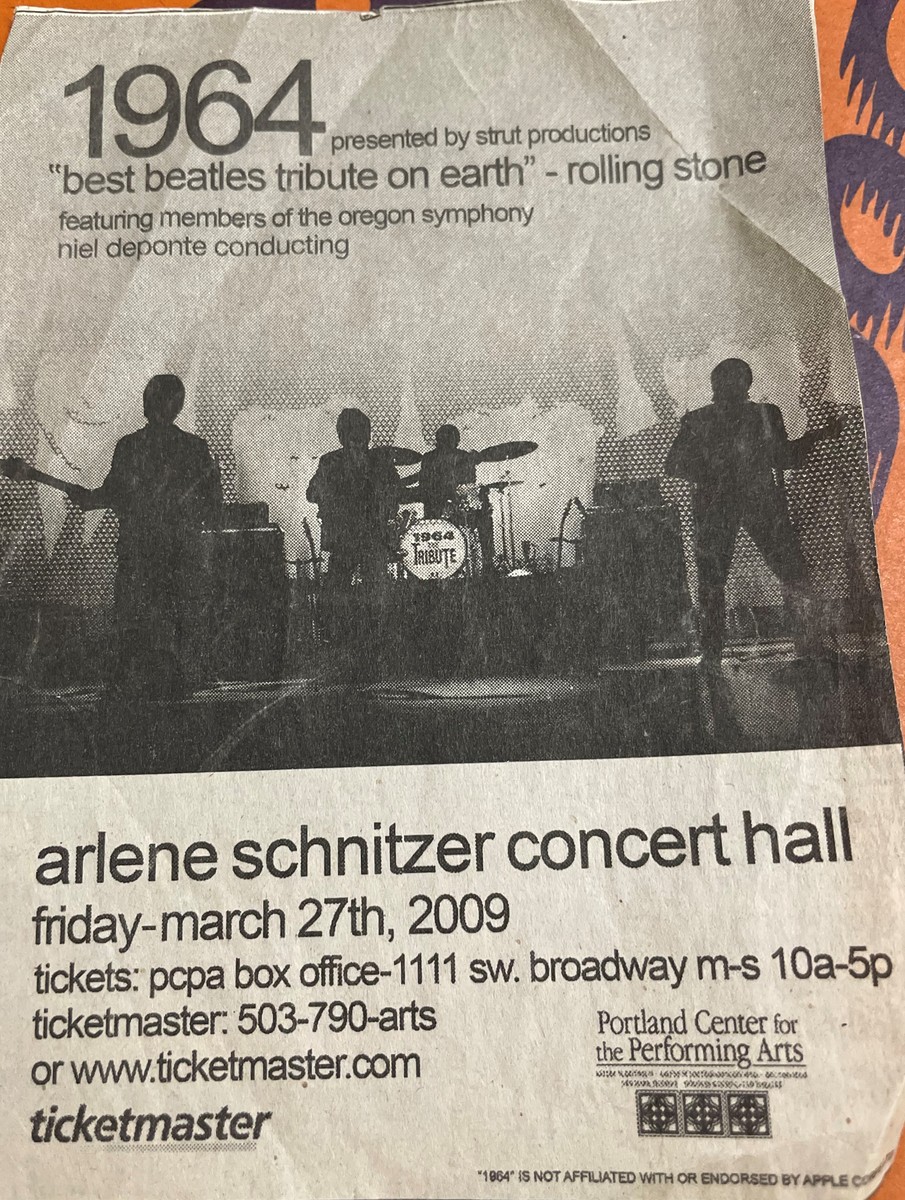 1964 presented by strut productions
"best beatles tribute on earth" - rolling stone
featuring members of the oregon symphony
niel deponte conducting
1964
TRIBUTE
arlene schnitzer concert hall
friday-march 27th, 2009
tickets: pcpa box office-1111 sw. broadway m-s 10a-5p
ticketmaster: 503-790-arts
or www.ticketmaster.com
ticketmaster
Portland Center for
the Performing Arts
"1964" IS NOT AFFILIATED WITH OR ENDORSED BY APPLE